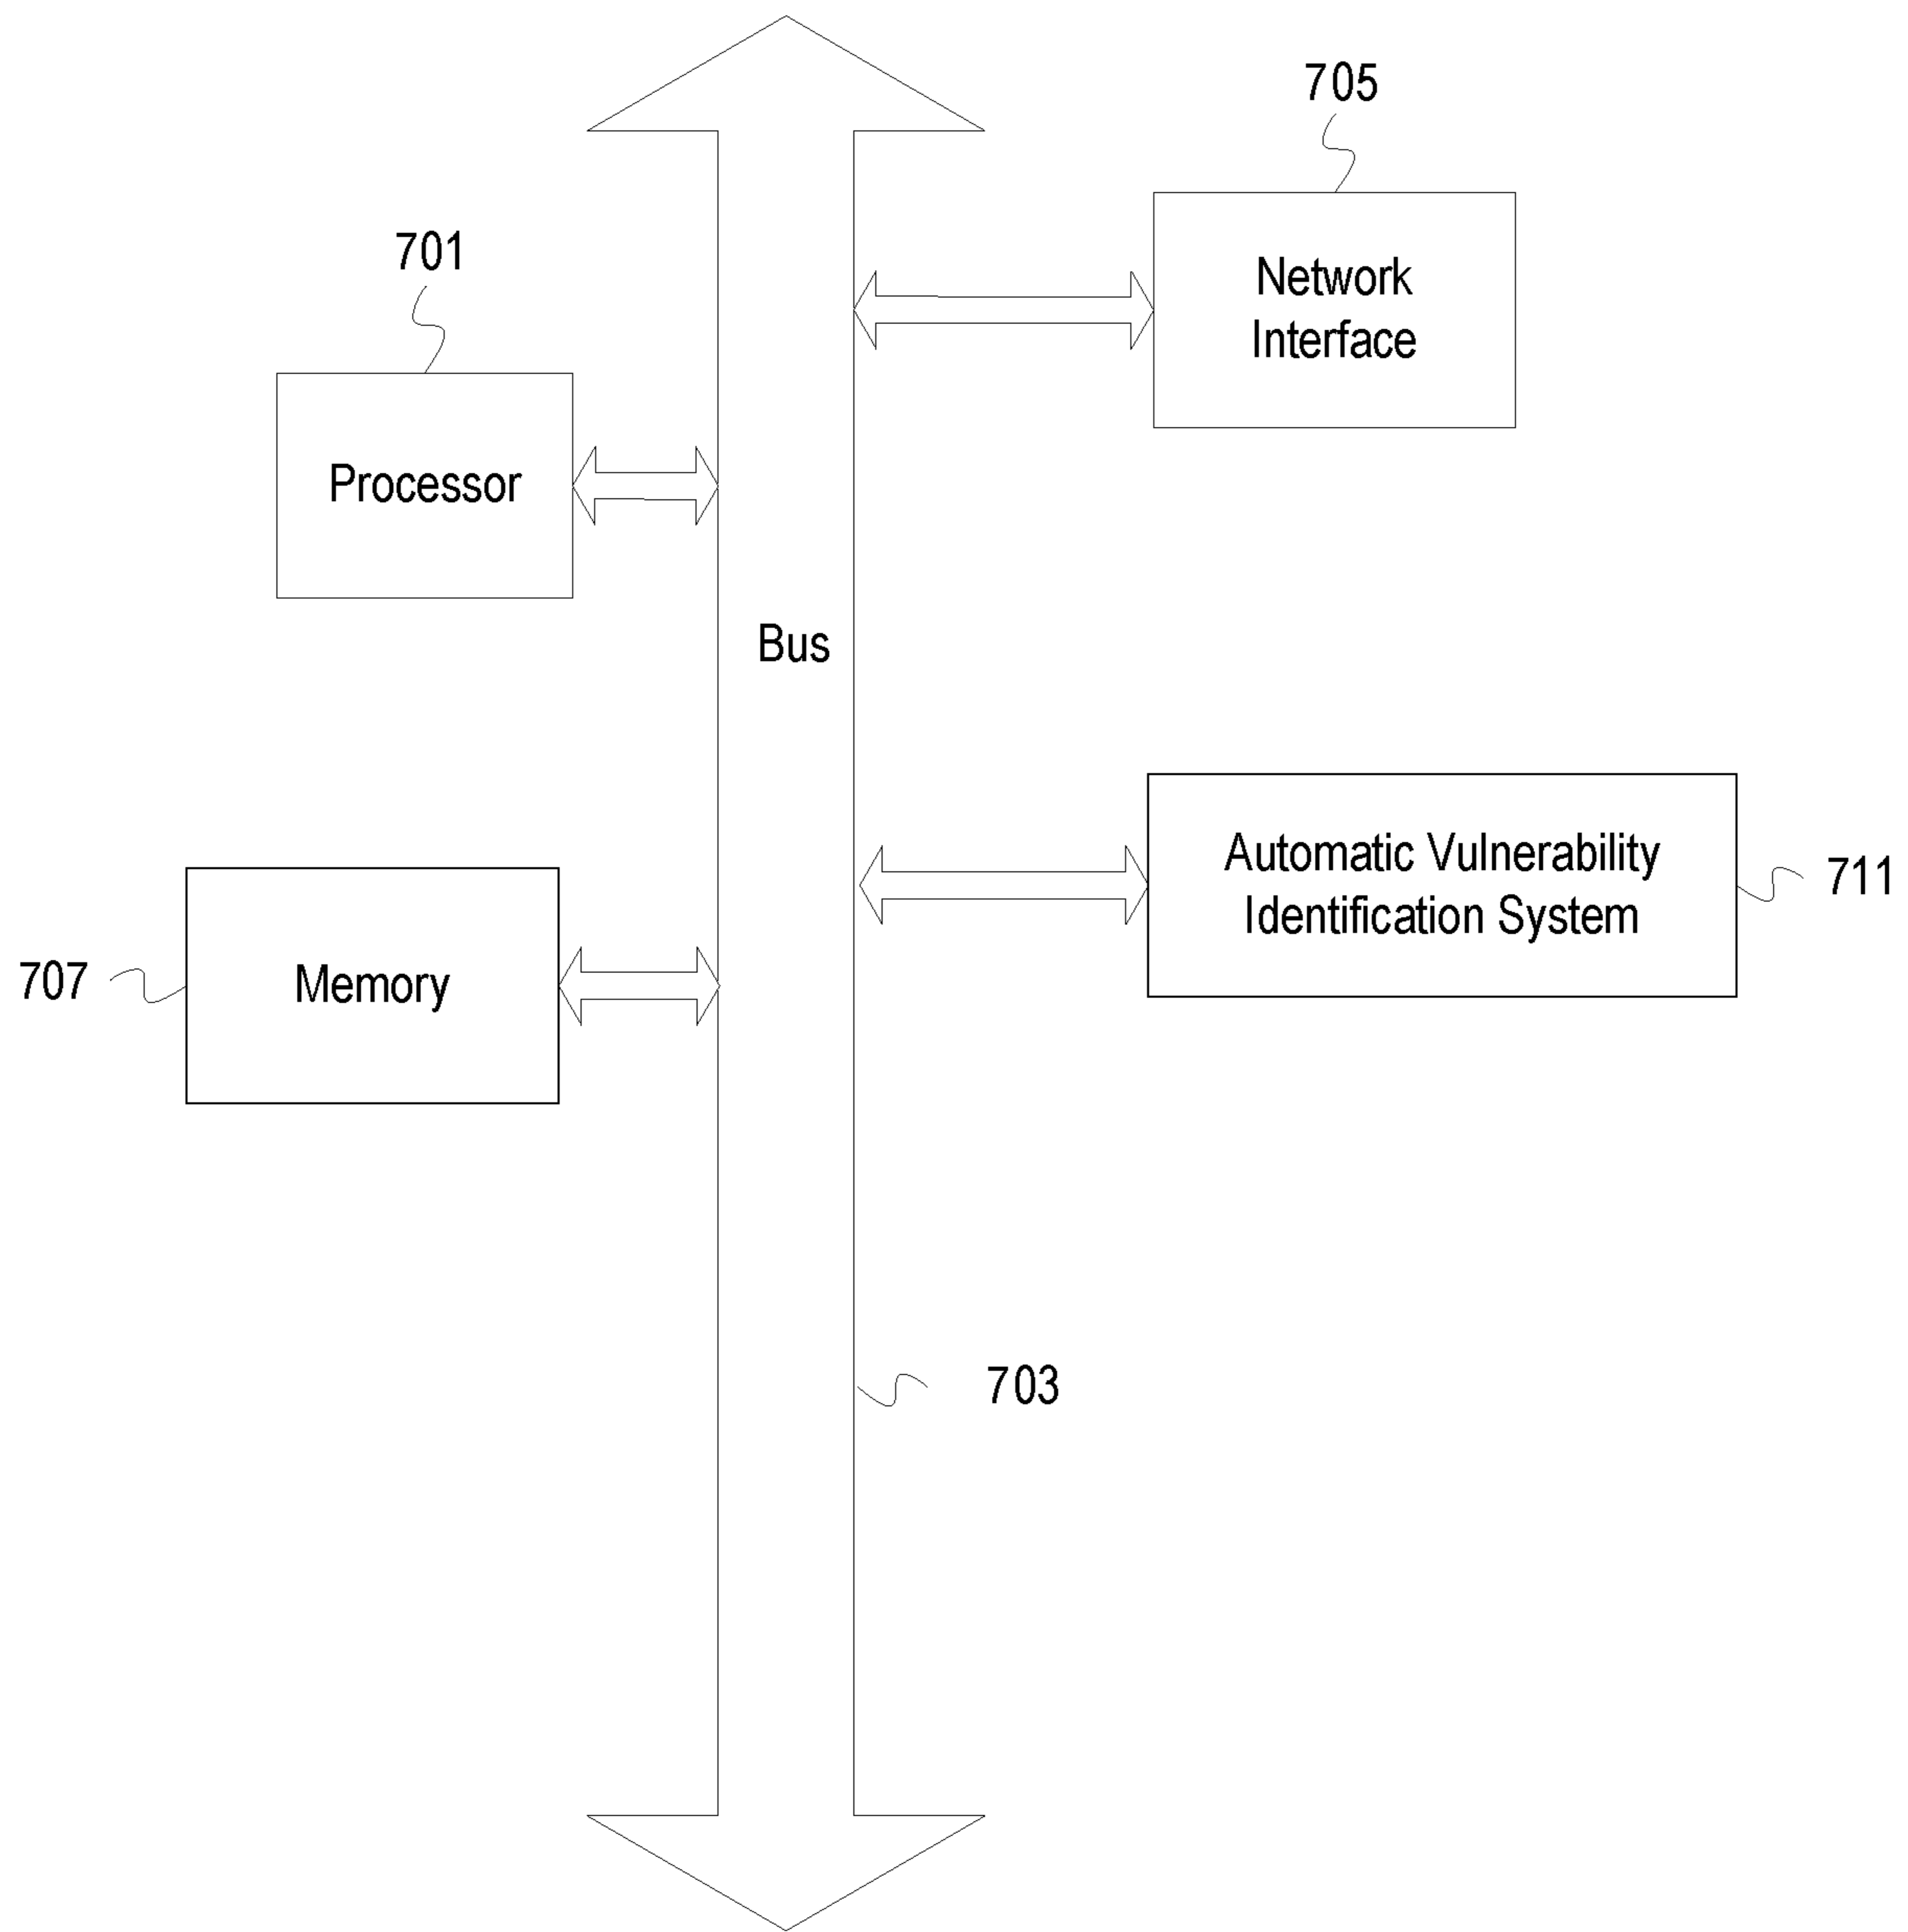 705
701
Network
Interface
Processor
Bus
Automatic Vulnerability
Identification System
711
707
Memory
703